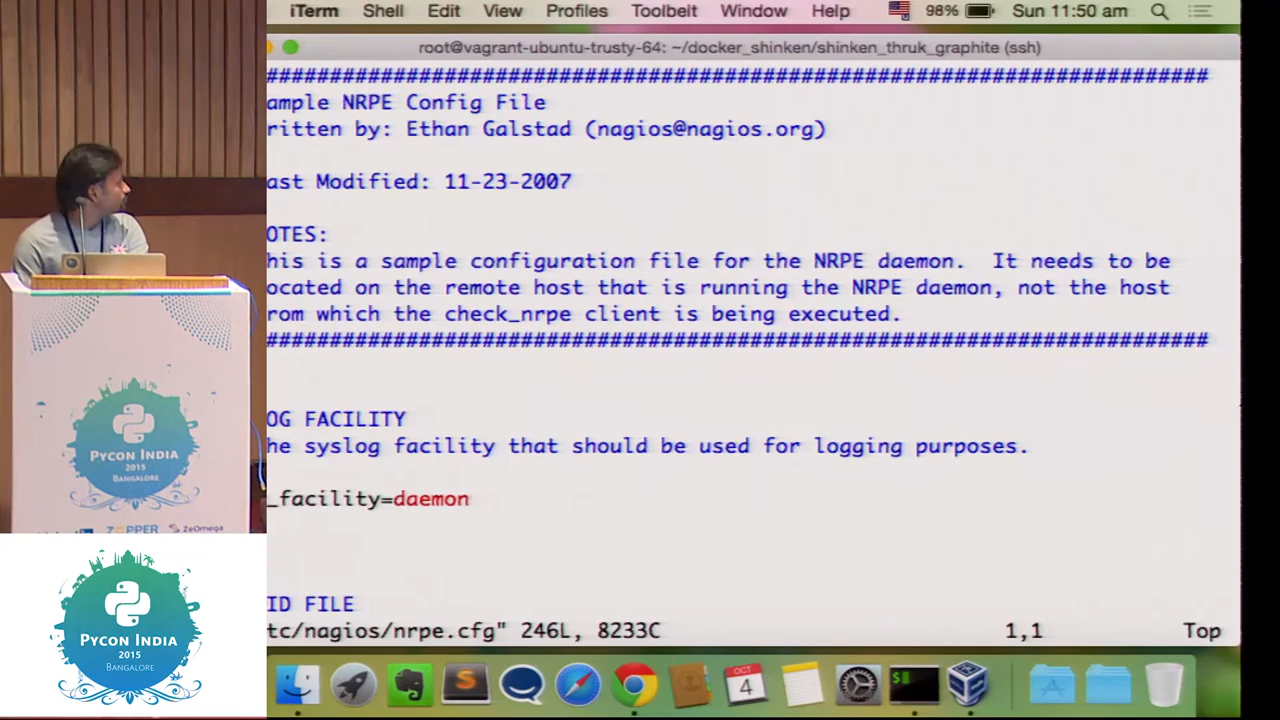 iTerm Shell Edit View Profiles Toolbelt Window Help 98% Sun 11:50 am
root@vagrant-ubuntu-trusty-64: ~/docker_shinken/shinken_thruk_graphite (ssh)
################################################################################
ample NRPE Config File
ritten by: Ethan Galstad (nagios@nagios.org)
ast Modified: 11-23-2007
OTES:
his is a sample configuration file for the NRPE daemon. It needs to be
ocated on the remote host that is running the NRPE daemon, not the host
rom which the check_nrpe client is being executed.
################################################################################
OG FACILITY
he syslog facility that should be used for logging purposes.
_facility=daemon
ID FILE
tc/nagios/nrpe.cfg" 246L, 8233C 1,1 Top
OCT
4
S
$
PYCON INDIA
2015
BANGALORE
ZAPPER ZeOmega
PYCON INDIA
2015
BANGALORE